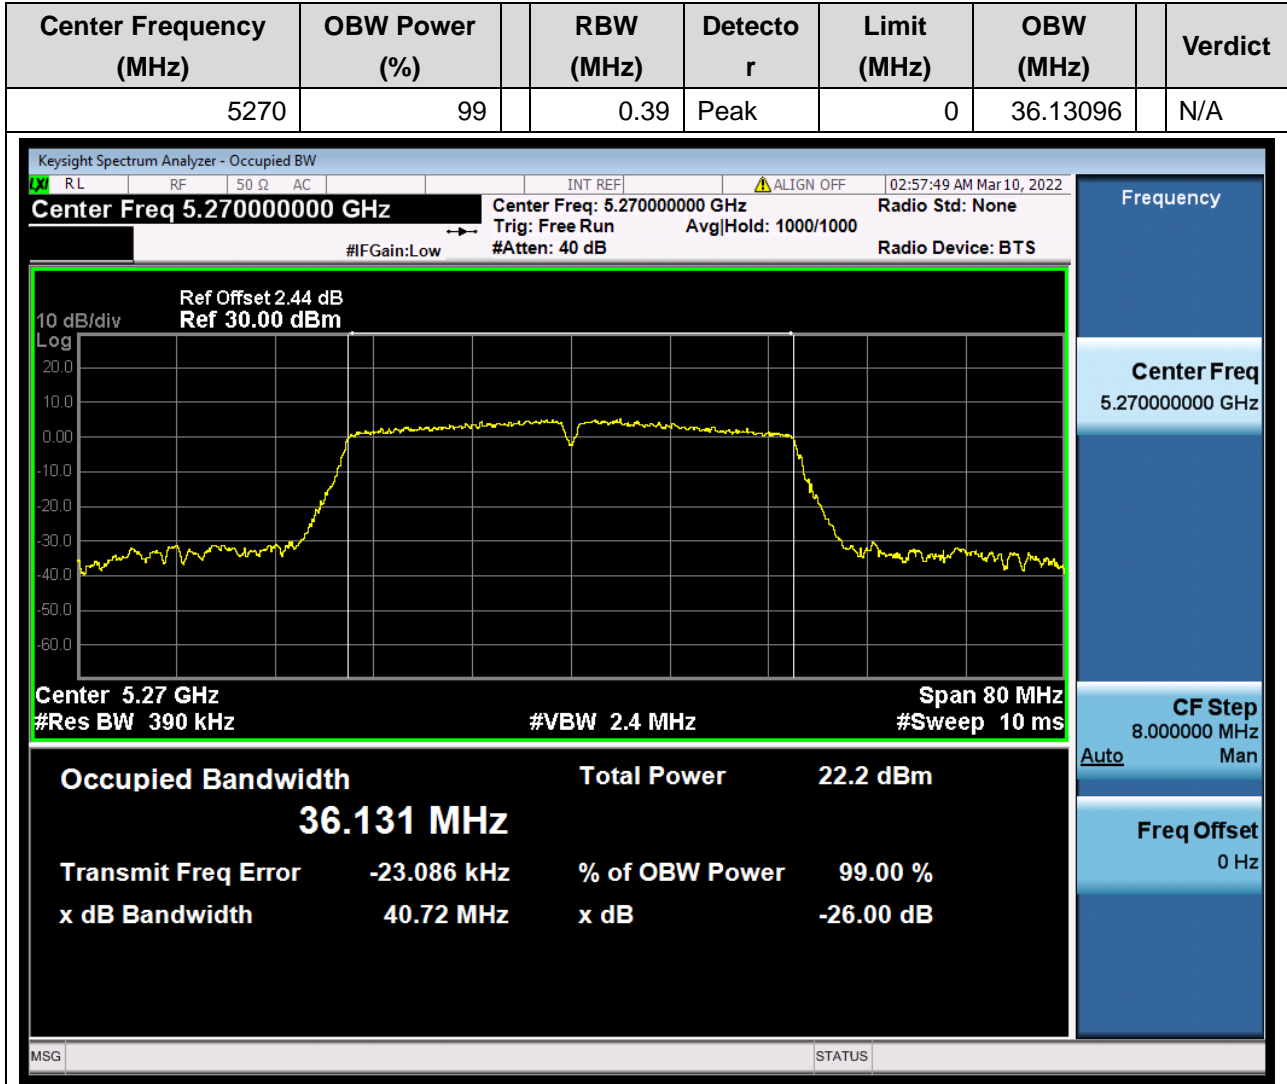 Center Frequency (MHz) OBW Power (%) RBW (MHz) Detecto r Limit (MHz) OBW (MHz) Verdict
5270 99 0.39 Peak 0 36.13096 N/A
Keysight Spectrum Analyzer - Occupied BW
LXI RL RF 50 Ω AC INT REF ALIGN OFF 02:57:49 AM Mar 10, 2022
Center Freq 5.270000000 GHz Center Freq: 5.270000000 GHz Radio Std: None
Trig: Free Run Avg|Hold: 1000/1000
#IFGain:Low #Atten: 40 dB Radio Device: BTS
Frequency
Ref Offset 2.44 dB
10 dB/div Ref 30.00 dBm
Log
20.0
10.0
0.00
-10.0
-20.0
-30.0
-40.0
-50.0
-60.0
Center 5.27 GHz Span 80 MHz
#Res BW 390 kHz #VBW 2.4 MHz #Sweep 10 ms
Center Freq
5.270000000 GHz
CF Step
8.000000 MHz
Auto Man
Freq Offset
0 Hz
Occupied Bandwidth Total Power 22.2 dBm
36.131 MHz
Transmit Freq Error -23.086 kHz % of OBW Power 99.00 %
x dB Bandwidth 40.72 MHz x dB -26.00 dB
MSG STATUS